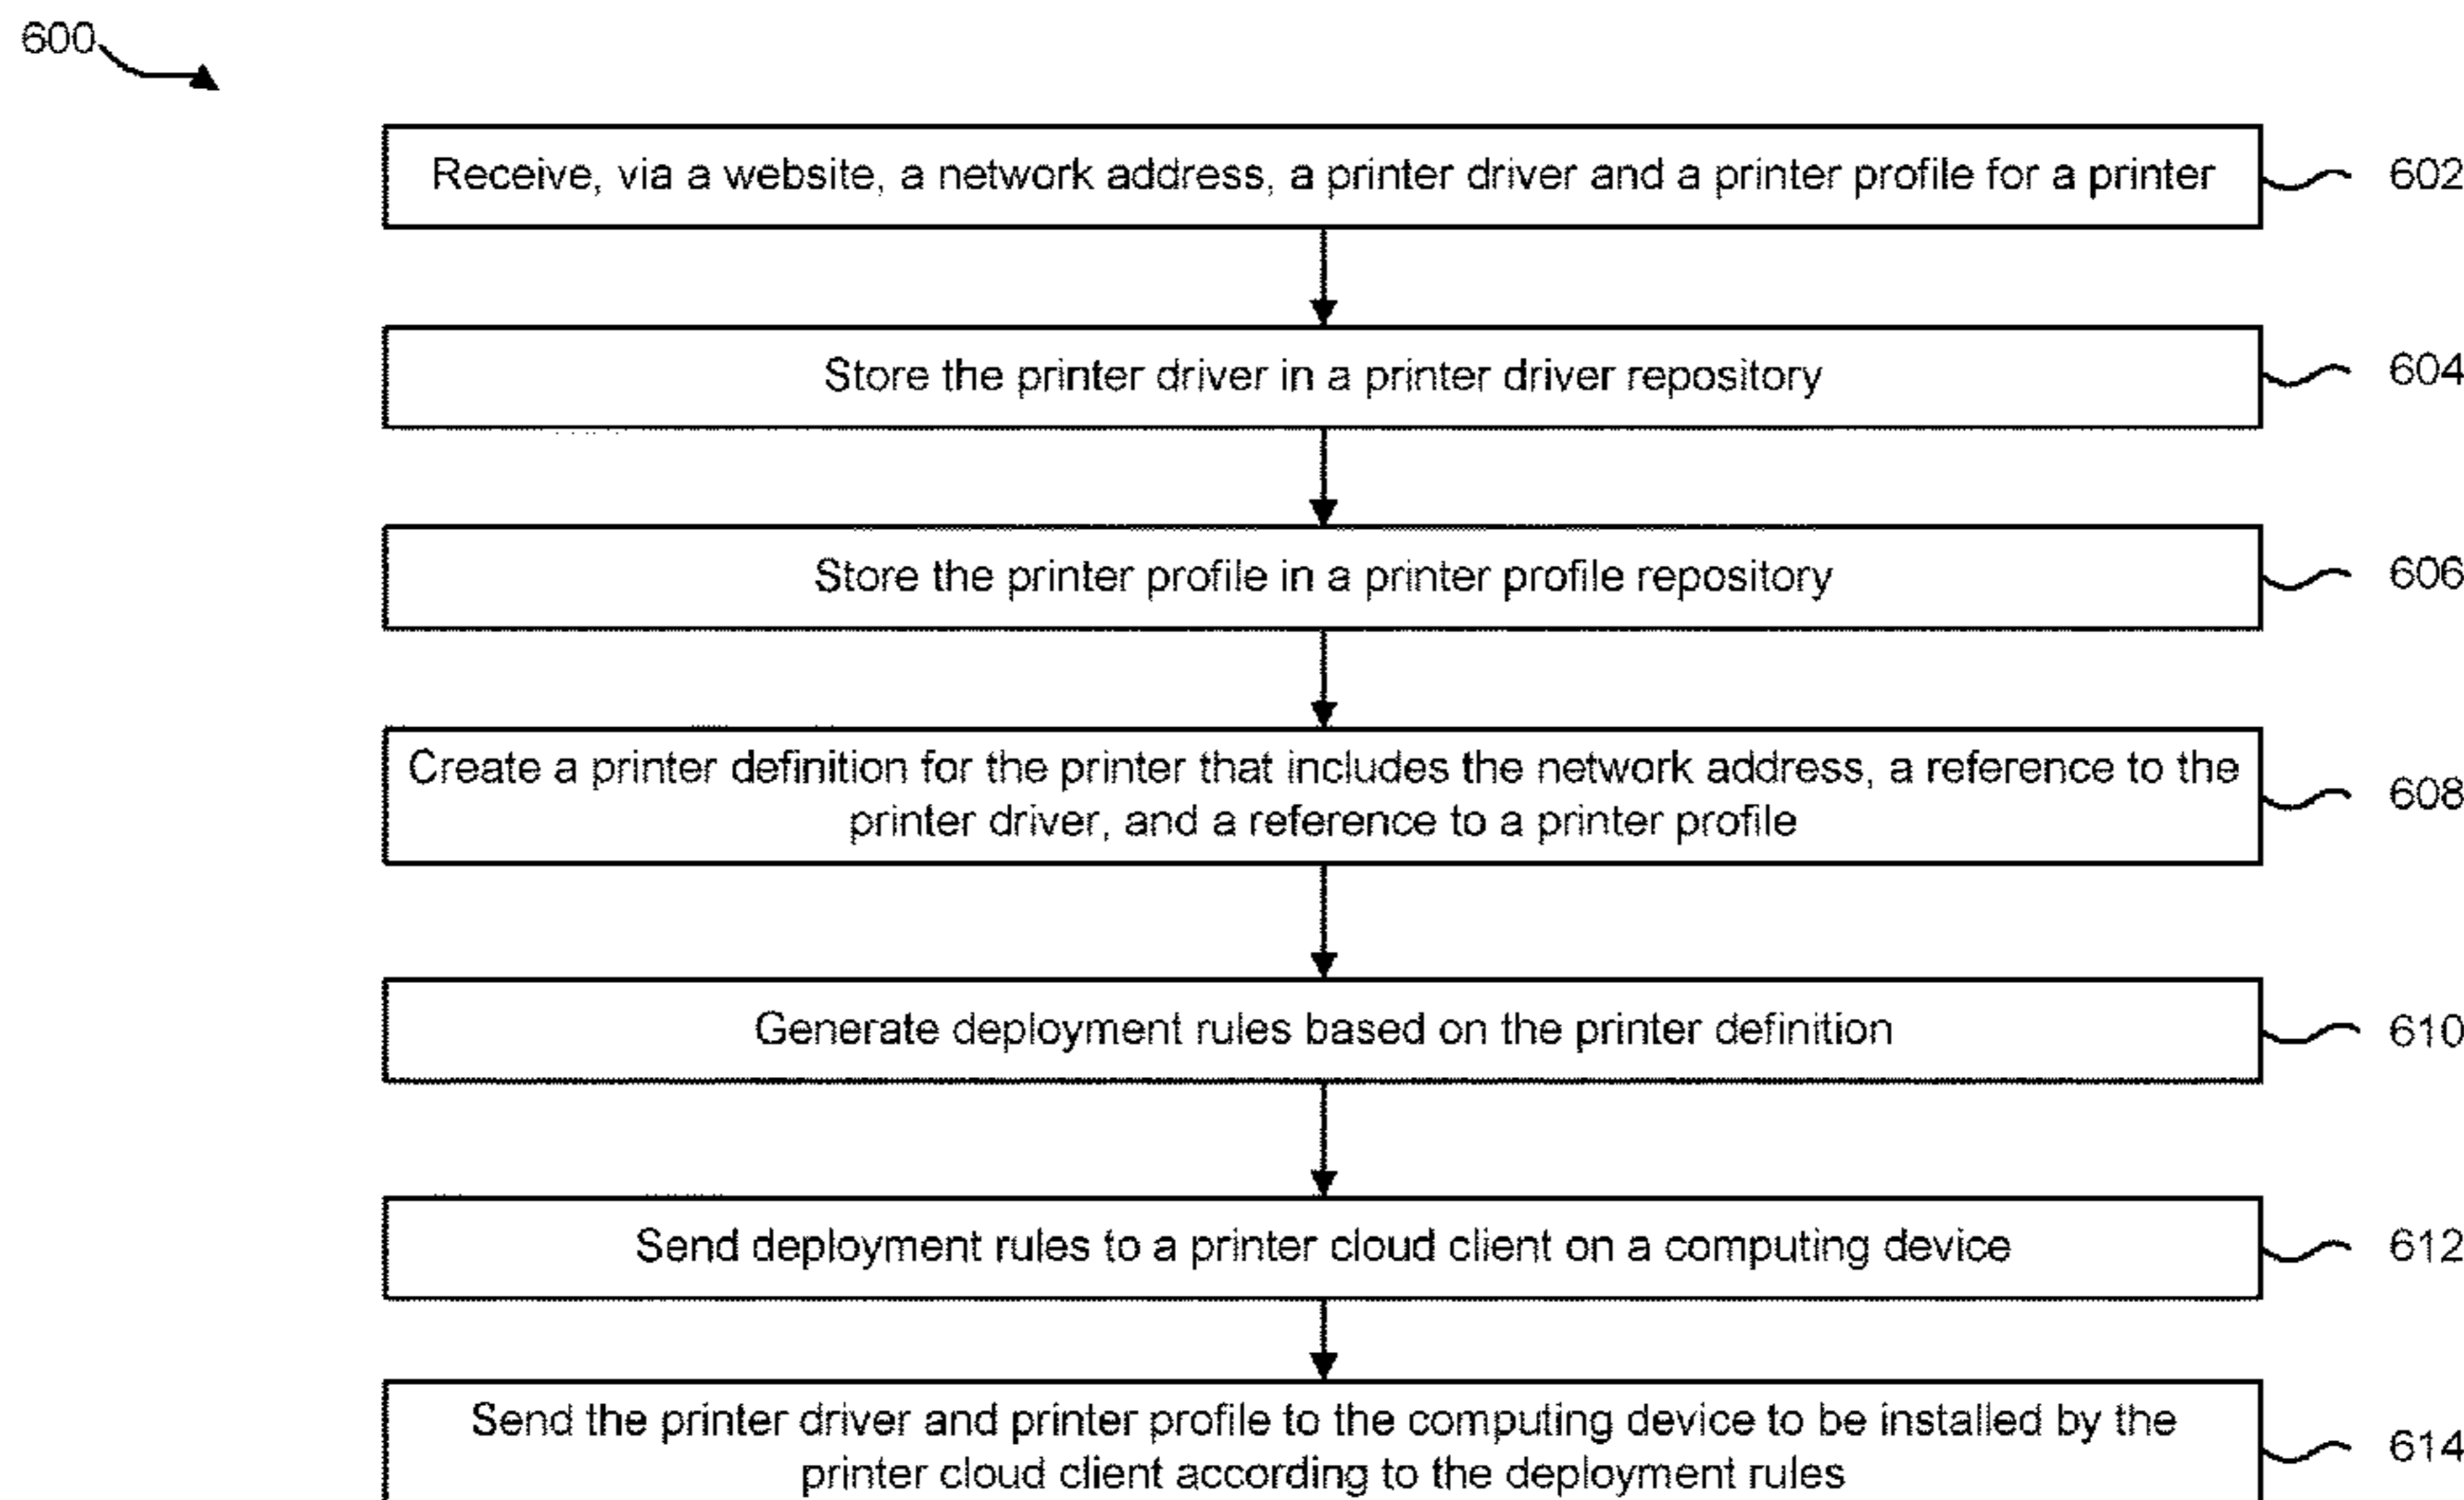 600
Receive, via a website, a network address, a printer driver and a printer profile for a printer
602
Store the printer driver in a printer driver repository
604
Store the printer profile in a printer profile repository
606
Create a printer definition for the printer that includes the network address, a reference to the
printer driver, and a reference to a printer profile
608
Generate deployment rules based on the printer definition
610
Send deployment rules to a printer cloud client on a computing device
612
Send the printer driver and printer profile to the computing device to be installed by the
printer cloud client according to the deployment rules
614